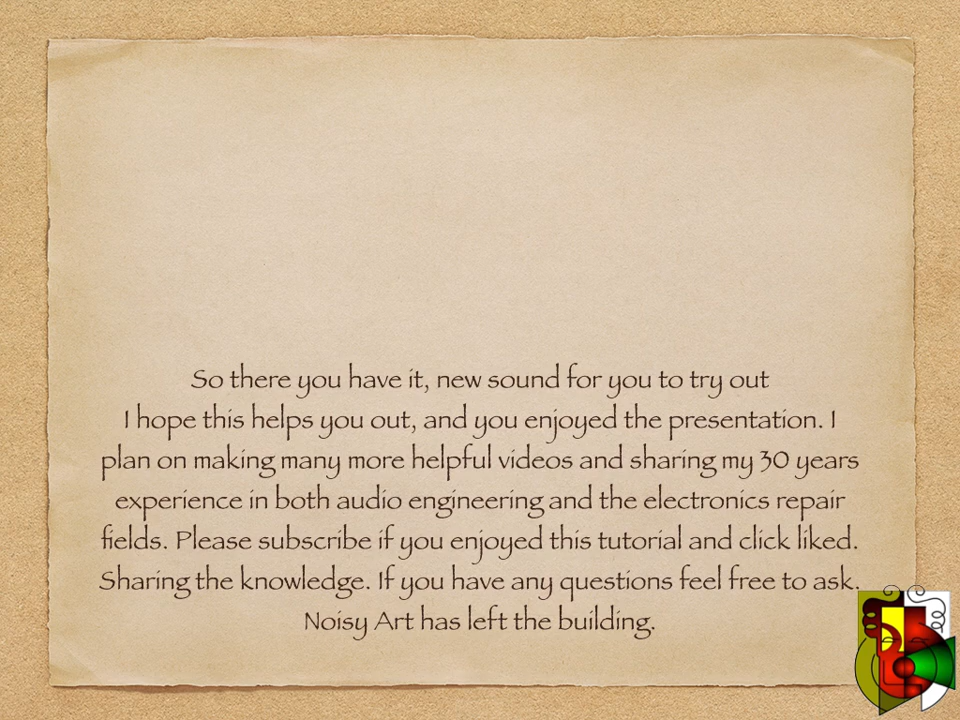 So there you have it, new sound for you to try out
I hope this helps you out, and you enjoyed the presentation. I
plan on making many more helpful videos and sharing my 30 years
experience in both audio engineering and the electronics repair
fields. Please subscribe if you enjoyed this tutorial and click liked.
Sharing the knowledge. If you have any questions feel free to ask.
Noisy Art has left the building.